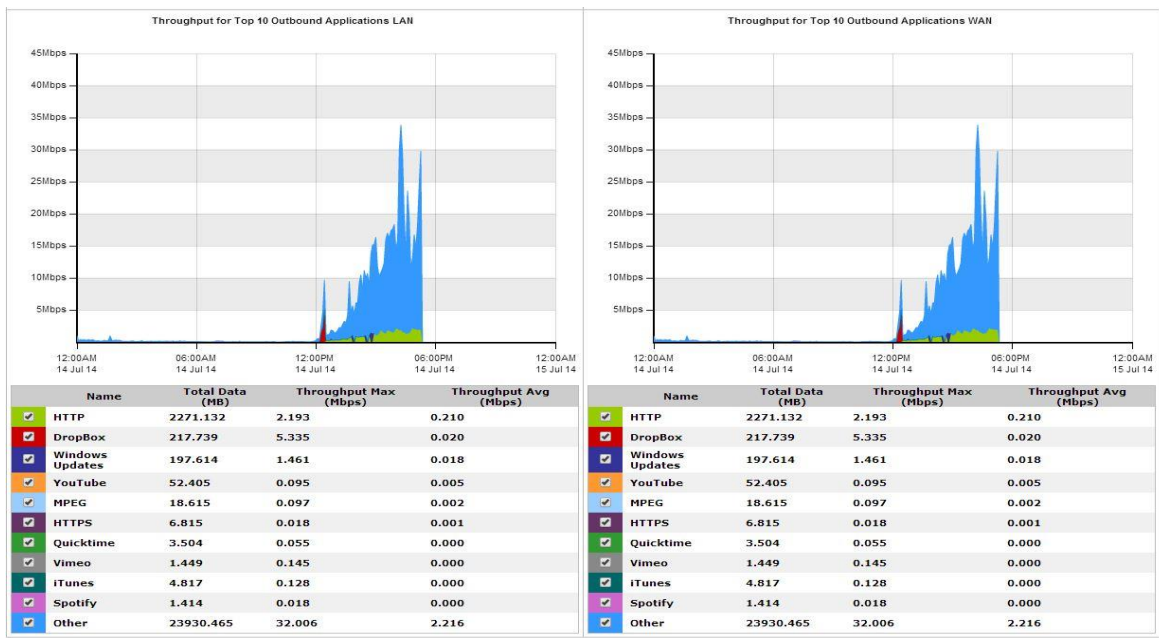 Throughput for Top 10 Outbound Applications LAN
45Mbps
40Mbps
35Mbps
30Mbps
25Mbps
20Mbps
15Mbps
10Mbps
5Mbps
12:00AM 06:00AM 12:00PM 06:00PM 12:00AM
14 Jul 14 14 Jul 14 14 Jul 14 14 Jul 14 15 Jul 14
Name Total Data (MB) Throughput Max (Mbps) Throughput Avg (Mbps)
HTTP 2271.132 2.193 0.210
DropBox 217.739 5.335 0.020
Windows Updates 197.614 1.461 0.018
YouTube 52.405 0.095 0.005
MPEG 18.615 0.097 0.002
HTTPS 6.815 0.018 0.001
Quicktime 3.504 0.055 0.000
Vimeo 1.449 0.145 0.000
iTunes 4.817 0.128 0.000
Spotify 1.414 0.018 0.000
Other 23930.465 32.006 2.216
Throughput for Top 10 Outbound Applications WAN
45Mbps
40Mbps
35Mbps
30Mbps
25Mbps
20Mbps
15Mbps
10Mbps
5Mbps
12:00AM 06:00AM 12:00PM 06:00PM 12:00AM
14 Jul 14 14 Jul 14 14 Jul 14 14 Jul 14 15 Jul 14
Name Total Data (MB) Throughput Max (Mbps) Throughput Avg (Mbps)
HTTP 2271.132 2.193 0.210
DropBox 217.739 5.335 0.020
Windows Updates 197.614 1.461 0.018
YouTube 52.405 0.095 0.005
MPEG 18.615 0.097 0.002
HTTPS 6.815 0.018 0.001
Quicktime 3.504 0.055 0.000
Vimeo 1.449 0.145 0.000
iTunes 4.817 0.128 0.000
Spotify 1.414 0.018 0.000
Other 23930.465 32.006 2.216